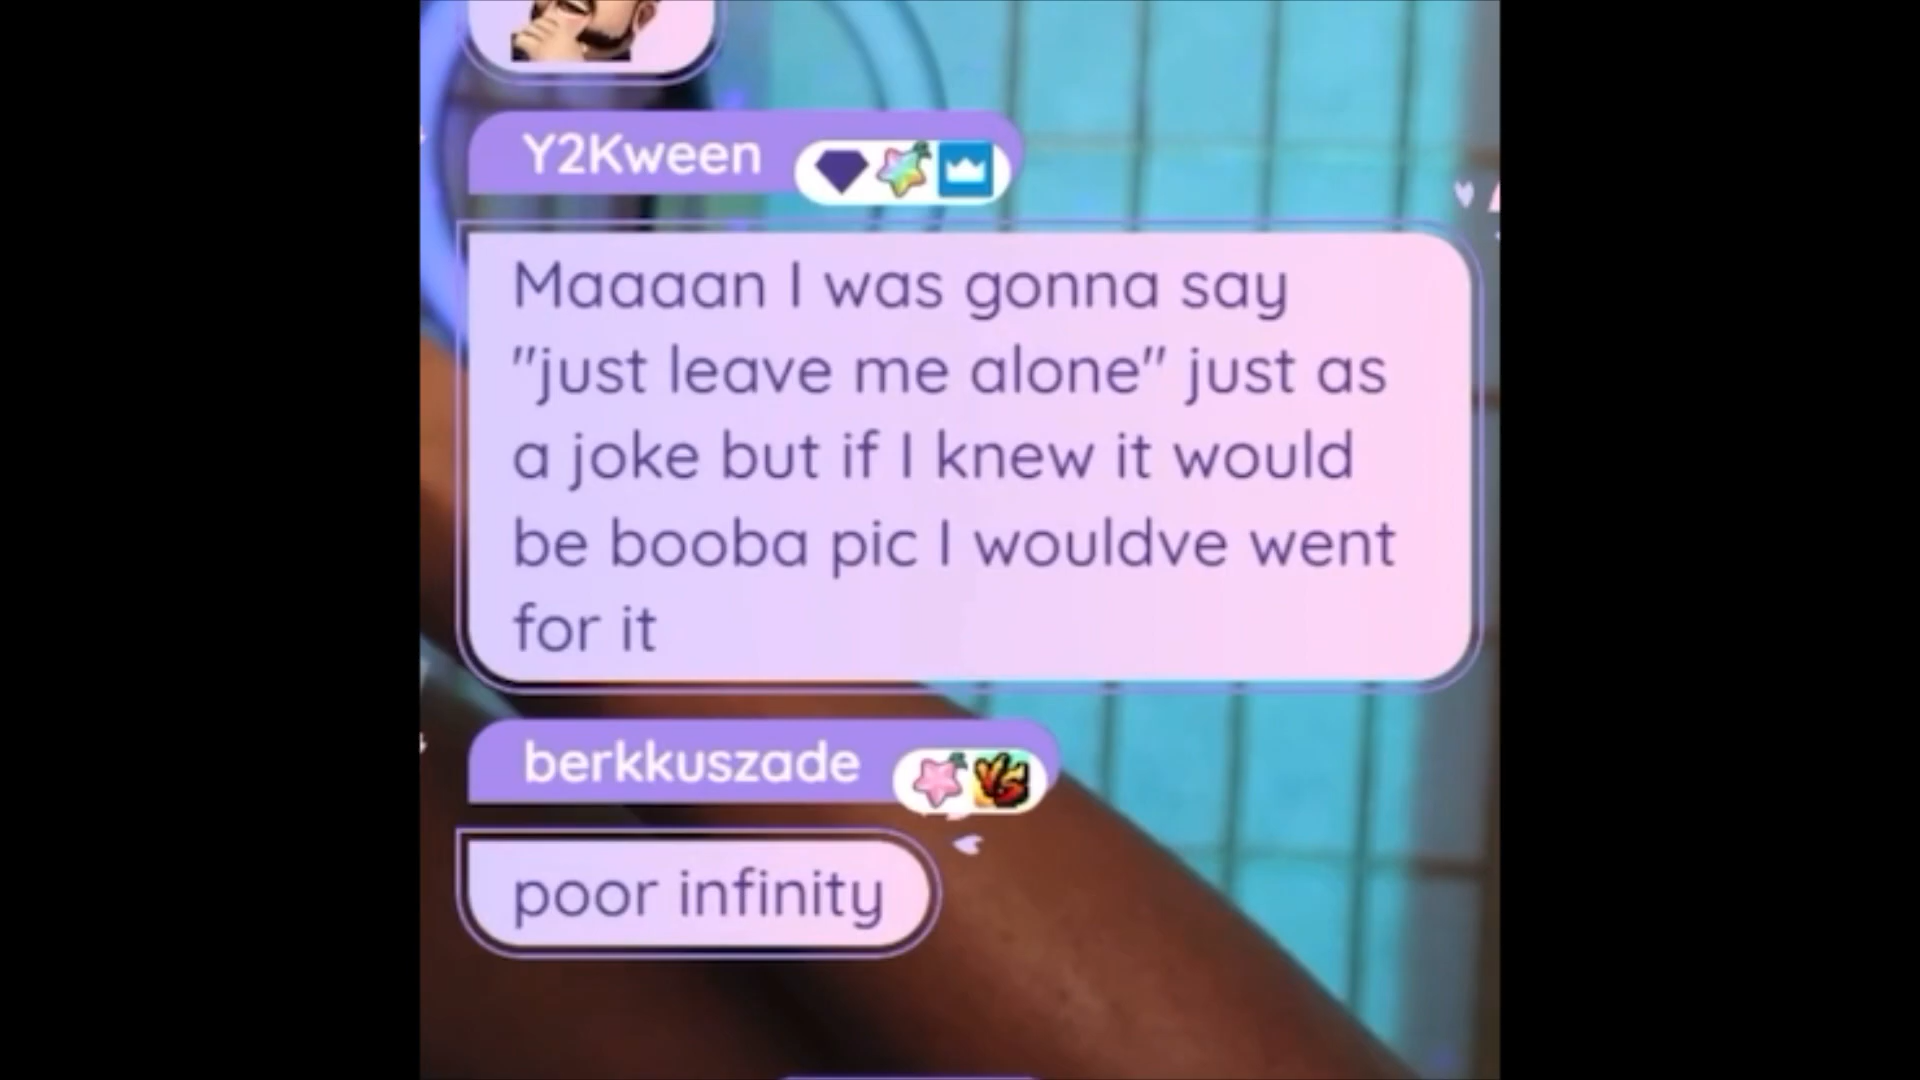 Y2Kween
Maaaan I was gonna say
"just leave me alone" just as
a joke but if I knew it would
be booba pic I wouldve went
for it
berkkuszade
VS
poor infinity